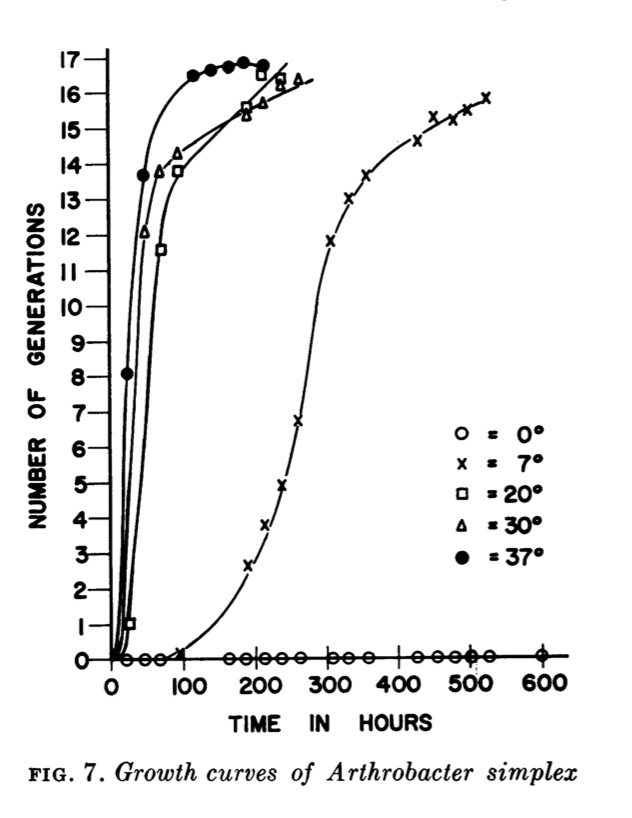 17
16
15
14
13
12
11
10
9
8
7
6
5
4
3
2
1
0
NUMBER OF GENERATIONS
○ = 0°
x = 7°
□ = 20°
△ = 30°
● = 37°
0 100 200 300 400 500 600
TIME IN HOURS
FIG. 7. Growth curves of Arthrobacter simplex